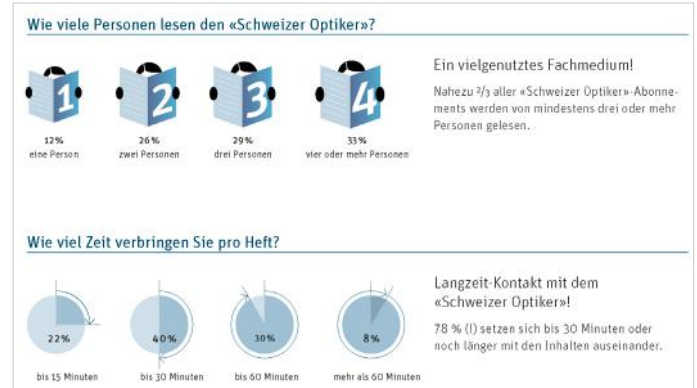 Wie viele Personen lesen den «Schweizer Optiker»?
1
2
3
4
12%
eine Person
26%
zwei Personen
29%
drei Personen
33%
vier oder mehr Personen
Ein vielgenutztes Fachmedium!
Nahezu 2/3 aller «Schweizer Optiker»-Abonne-
ments werden von mindestens drei oder mehr
Personen gelesen.
Wie viel Zeit verbringen Sie pro Heft?
22%
bis 15 Minuten
40%
bis 30 Minuten
30%
bis 60 Minuten
8%
mehr als 60 Minuten
Langzeit-Kontakt mit dem
«Schweizer Optiker»!
78 % (!) setzen sich bis 30 Minuten oder
noch länger mit den Inhalten auseinander.